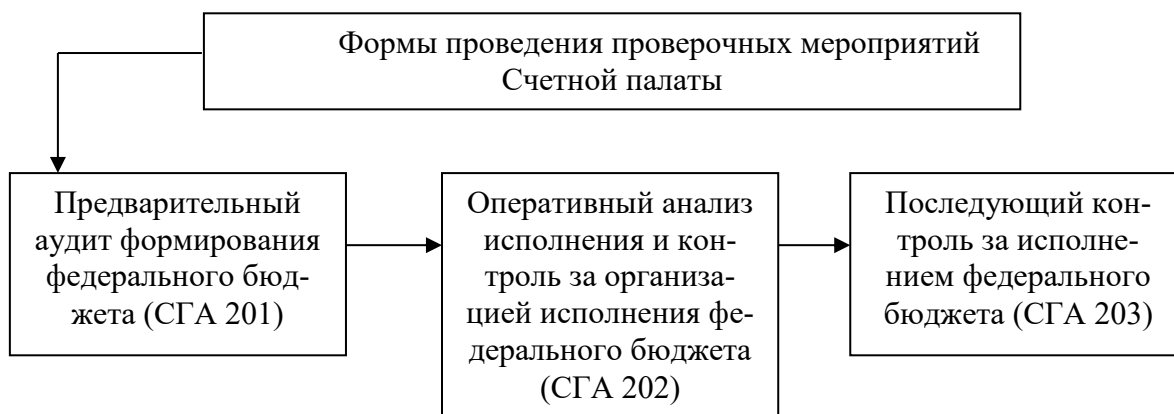 Формы проведения проверочных мероприятий
Счетной палаты
Предварительный
аудит формирования
федерального бюд-
жета (СГА 201)
Оперативный анализ
исполнения и кон-
троль за организа-
цией исполнения фе-
дерального бюджета
(СГА 202)
Последующий кон-
троль за исполне-
нием федерального
бюджета (СГА 203)